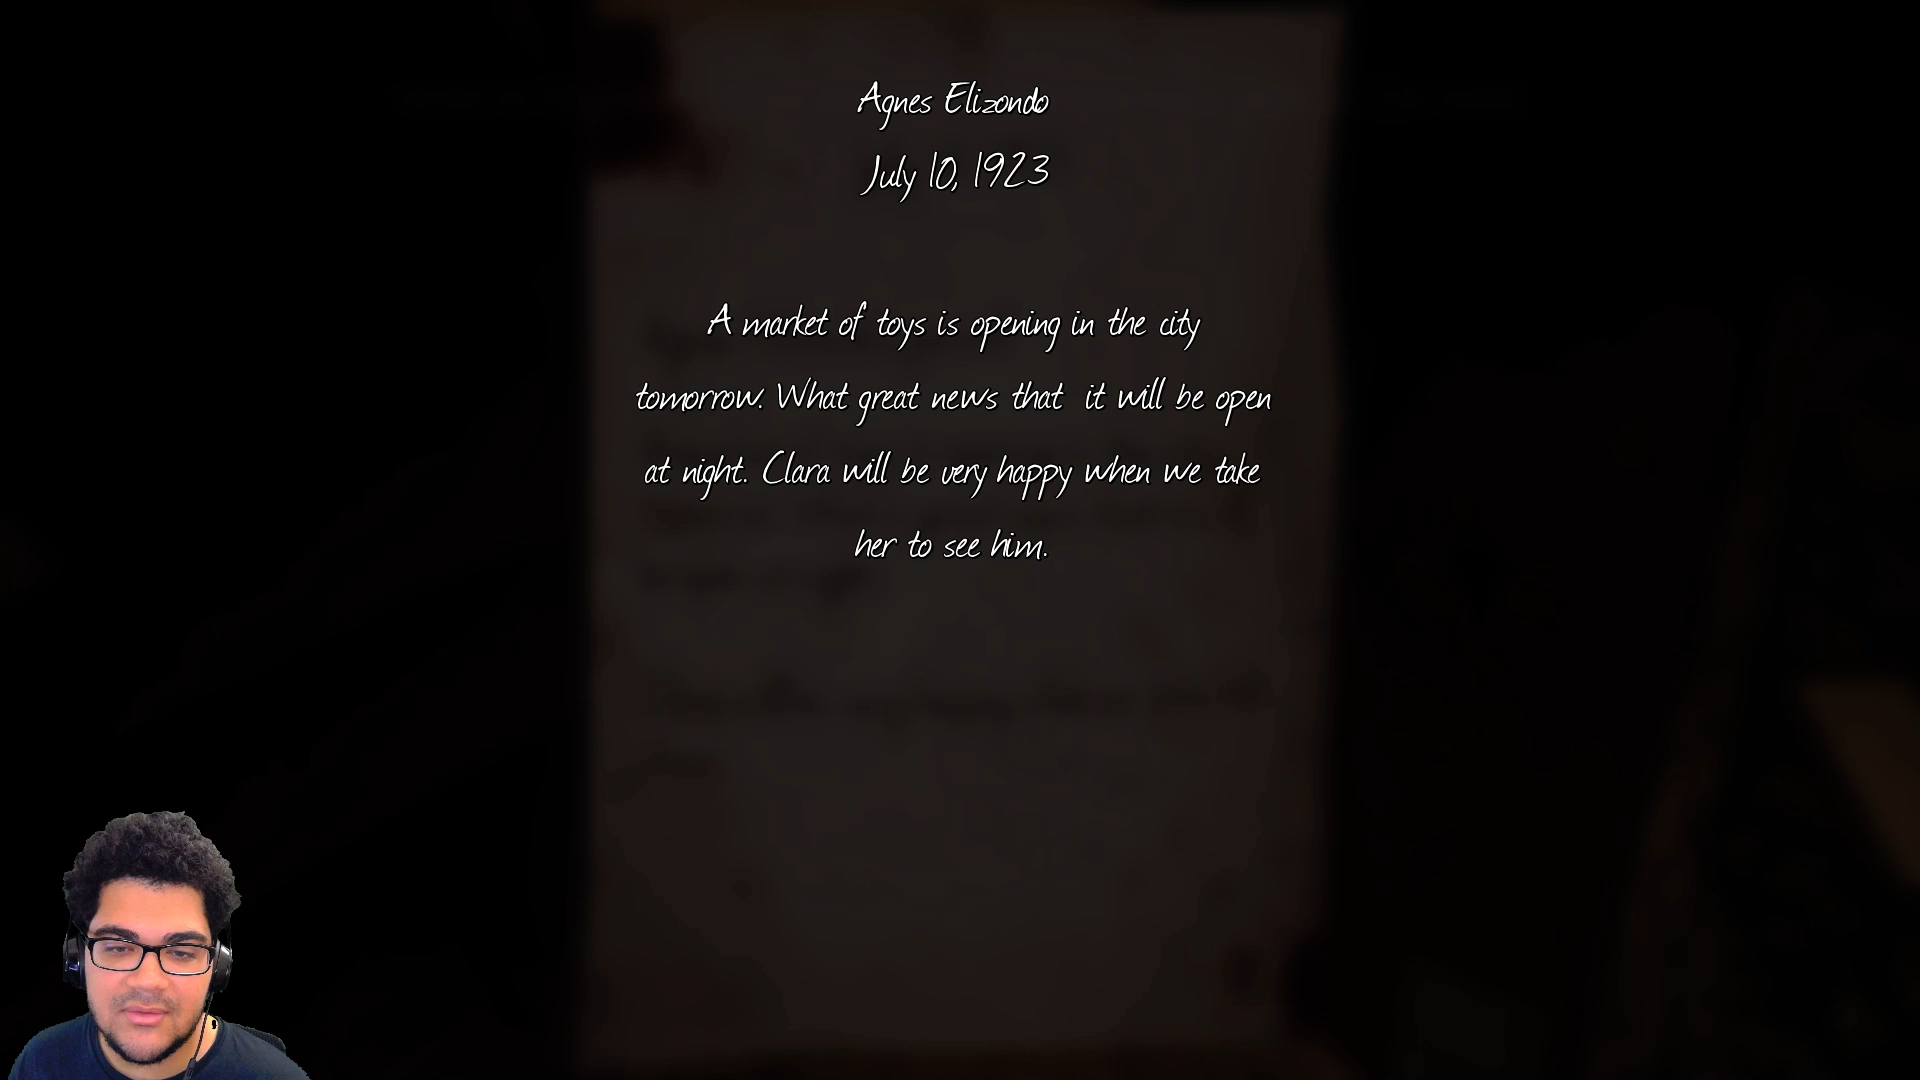 Agnes Elizondo
July 10, 1923
A market of toys is opening in the city
tomorrow. What great news that it will be open
at night. Clara will be very happy when we take
her to see him.